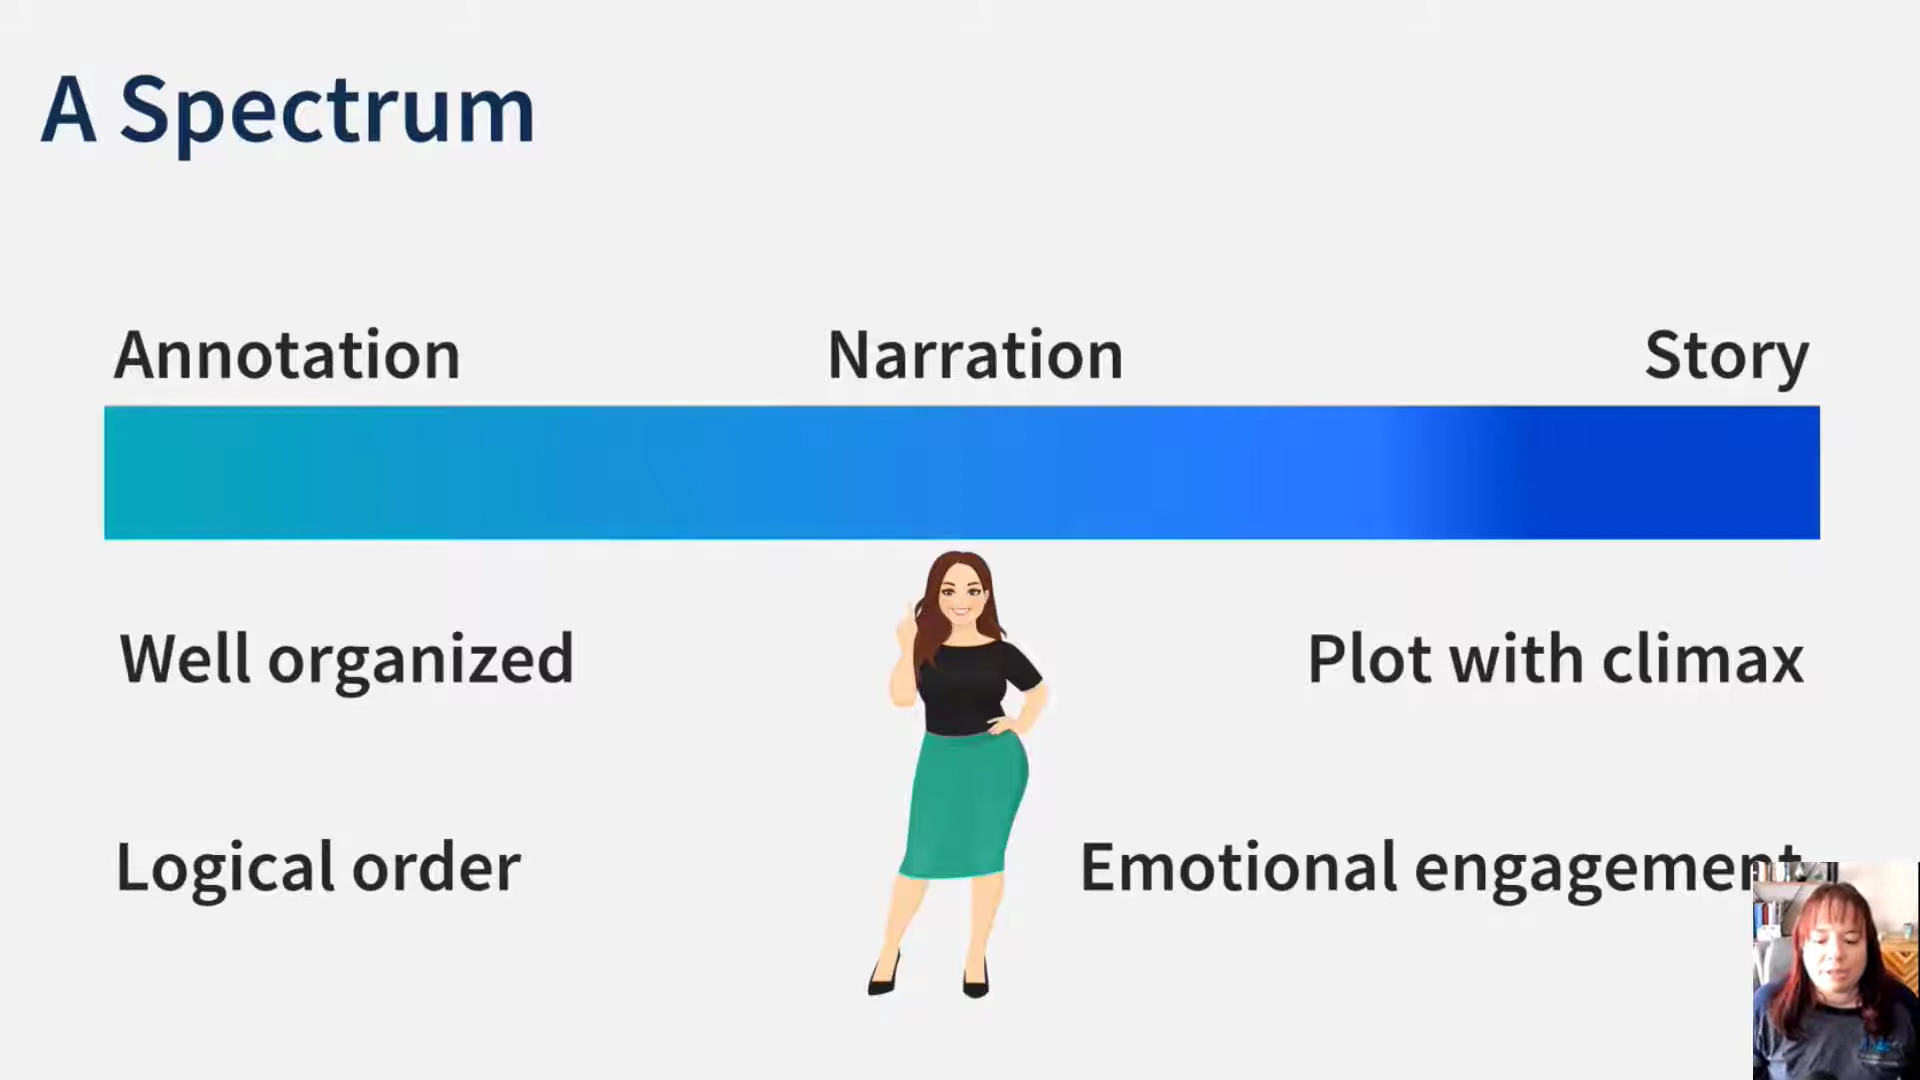 A Spectrum
Annotation Narration Story
Well organized Plot with climax
Logical order Emotional engagement